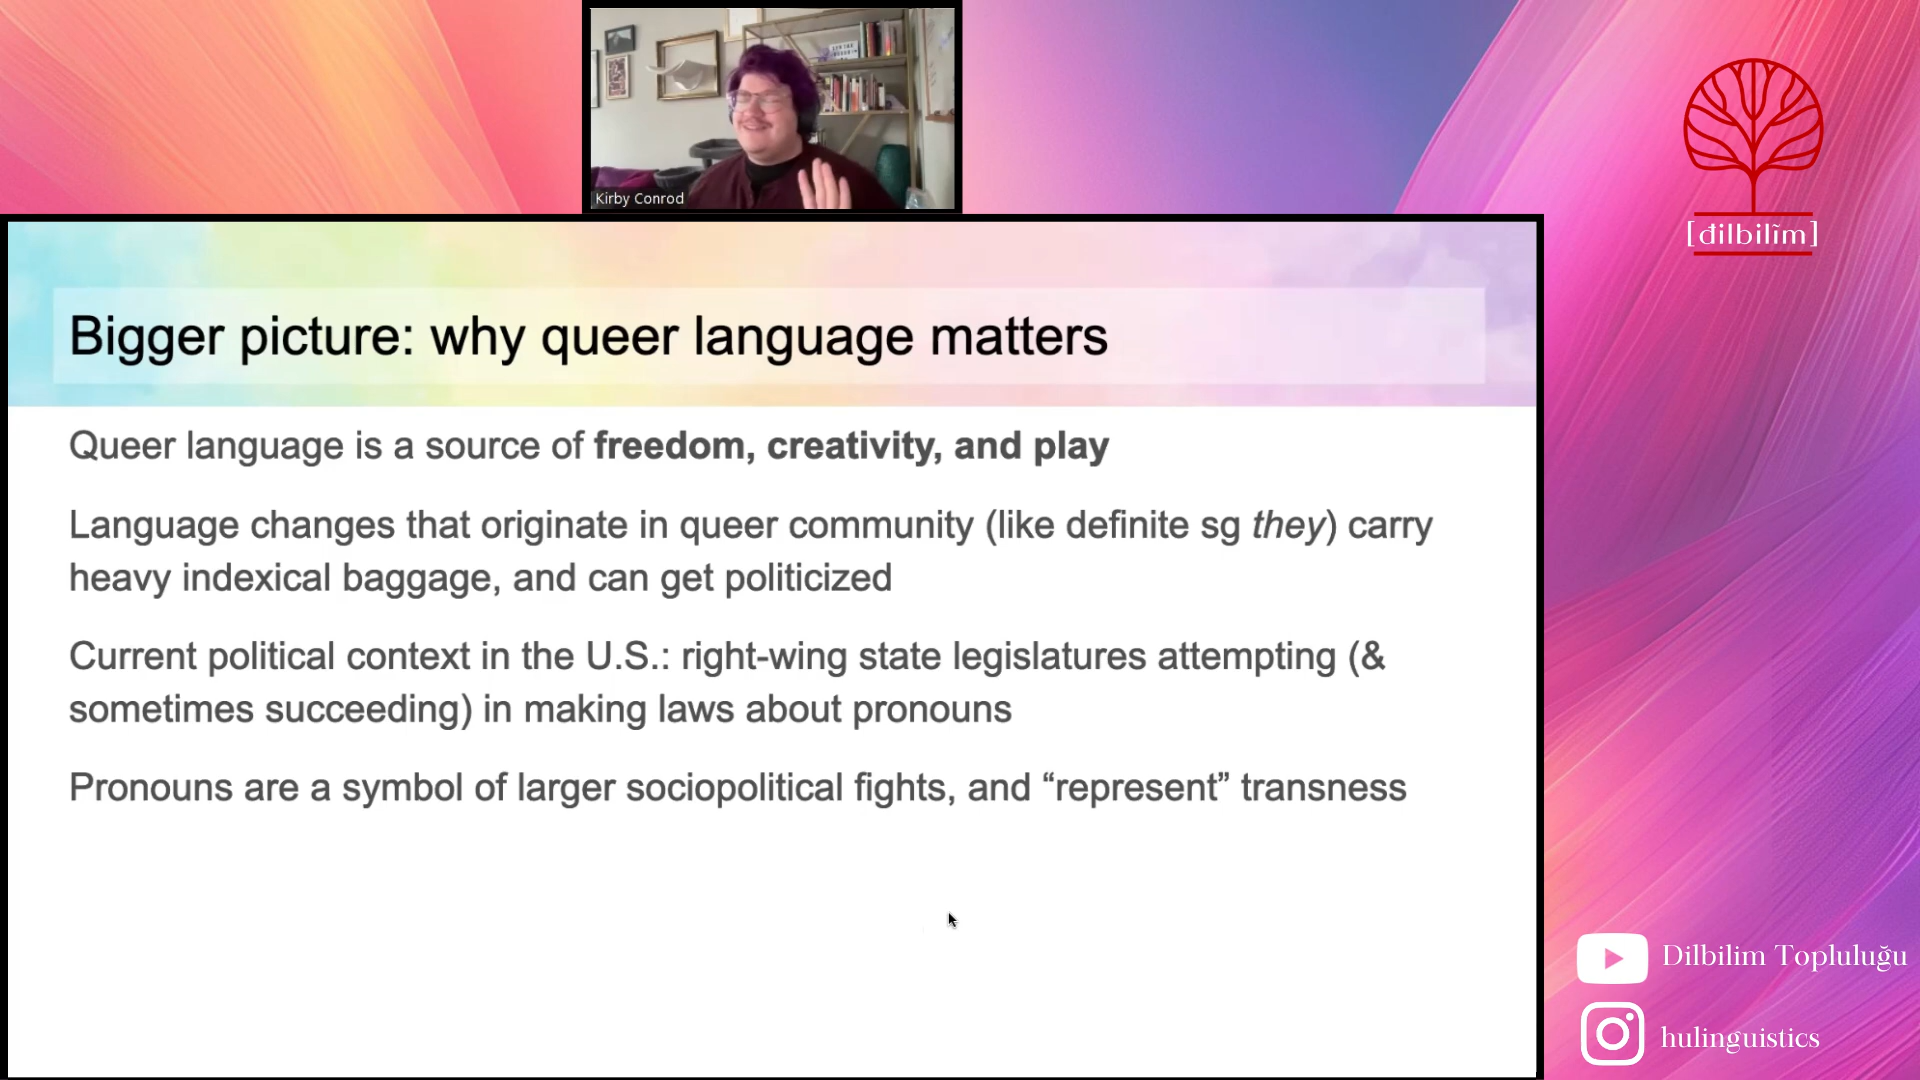 Kirby Conrod
[đilbilĩm]
Bigger picture: why queer language matters
Queer language is a source of freedom, creativity, and play
Language changes that originate in queer community (like definite sg they) carry
heavy indexical baggage, and can get politicized
Current political context in the U.S.: right-wing state legislatures attempting (&
sometimes succeeding) in making laws about pronouns
Pronouns are a symbol of larger sociopolitical fights, and “represent” transness
Dilbilim Topluluğu
hulinguistics